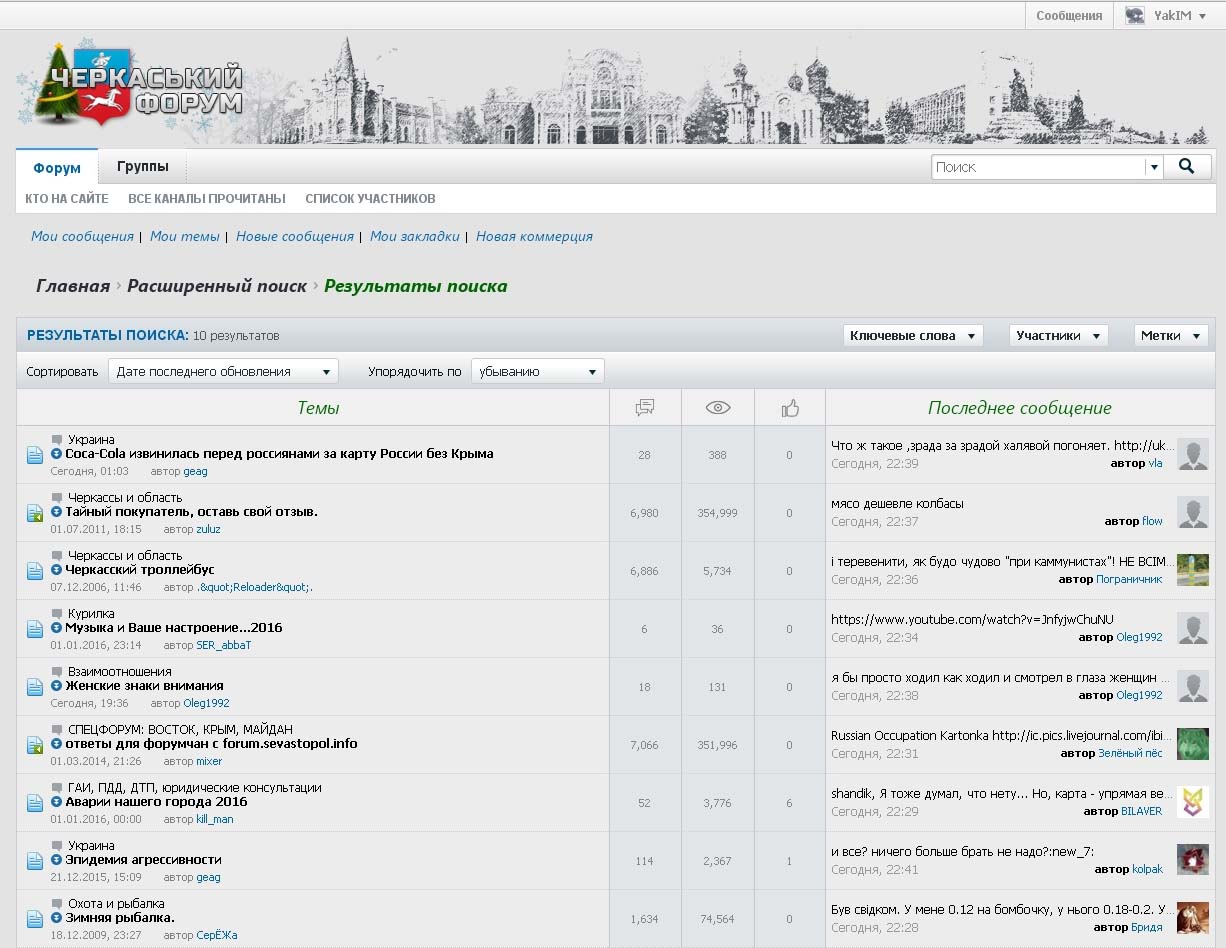 Сообщения YakIM
ЧЕРКАСЬКИЙ
ФОРУМ
Форум Группы Поиск
КТО НА САЙТЕ ВСЕ КАНАЛЫ ПРОЧИТАНЫ СПИСОК УЧАСТНИКОВ
Мои сообщения | Мои темы | Новые сообщения | Мои закладки | Новая коммерция
Главная › Расширенный поиск › Результаты поиска
РЕЗУЛЬТАТЫ ПОИСКА: 10 результатов Ключевые слова Участники Метки
Сортировать Дате последнего обновления Упорядочить по убыванию
Темы Последнее сообщение
Украина
Coca-Cola извинилась перед россиянами за карту России без Крыма
Сегодня, 01:03 автор geag
28 388 0
Что ж такое ,зрада за зрадой халявой погоняет. http://uk...
Сегодня, 22:39 автор vla
Черкассы и область
Тайный покупатель, оставь свой отзыв.
01.07.2011, 18:15 автор zuluz
6,980 354,999 0
мясо дешевле колбасы
Сегодня, 22:37 автор flow
Черкассы и область
Черкасский троллейбус
07.12.2006, 11:46 автор .&quot;Reloader&quot;.
6,886 5,734 0
і теревенити, як будо чудово "при каммунистах"! НЕ ВСІМ...
Сегодня, 22:36 автор Пограничник
Курилка
Музыка и Ваше настроение...2016
01.01.2016, 23:14 автор SER_abbaT
6 36 0
https://www.youtube.com/watch?v=JnfyjwChuNU
Сегодня, 22:34 автор Oleg1992
Взаимоотношения
Женские знаки внимания
Сегодня, 19:36 автор Oleg1992
18 131 0
я бы просто ходил как ходил и смотрел в глаза женщин ...
Сегодня, 22:38 автор Oleg1992
СПЕЦФОРУМ: ВОСТОК, КРЫМ, МАЙДАН
ответы для форумчан с forum.sevastopol.info
01.03.2014, 21:26 автор mixer
7,066 351,996 0
Russian Occupation Kartonka http://ic.pics.livejournal.com/ibi...
Сегодня, 22:31 автор Зелёный пёс
ГАИ, ПДД, ДТП, юридические консультации
Аварии нашего города 2016
01.01.2016, 00:00 автор kill_man
52 3,776 6
shandik, Я тоже думал, что нету... Но, карта - упрямая ве...
Сегодня, 22:29 автор BILAVER
Украина
Эпидемия агрессивности
21.12.2015, 15:09 автор geag
114 2,367 1
и все? ничего больше брать не надо?:new_7:
Сегодня, 22:41 автор kolpak
Охота и рыбалка
Зимняя рыбалка.
18.12.2009, 23:27 автор СерЁЖа
1,634 74,564 0
Був свідком. У мене 0.12 на бомбочку, у нього 0.18-0.2. У...
Сегодня, 22:28 автор Бридя